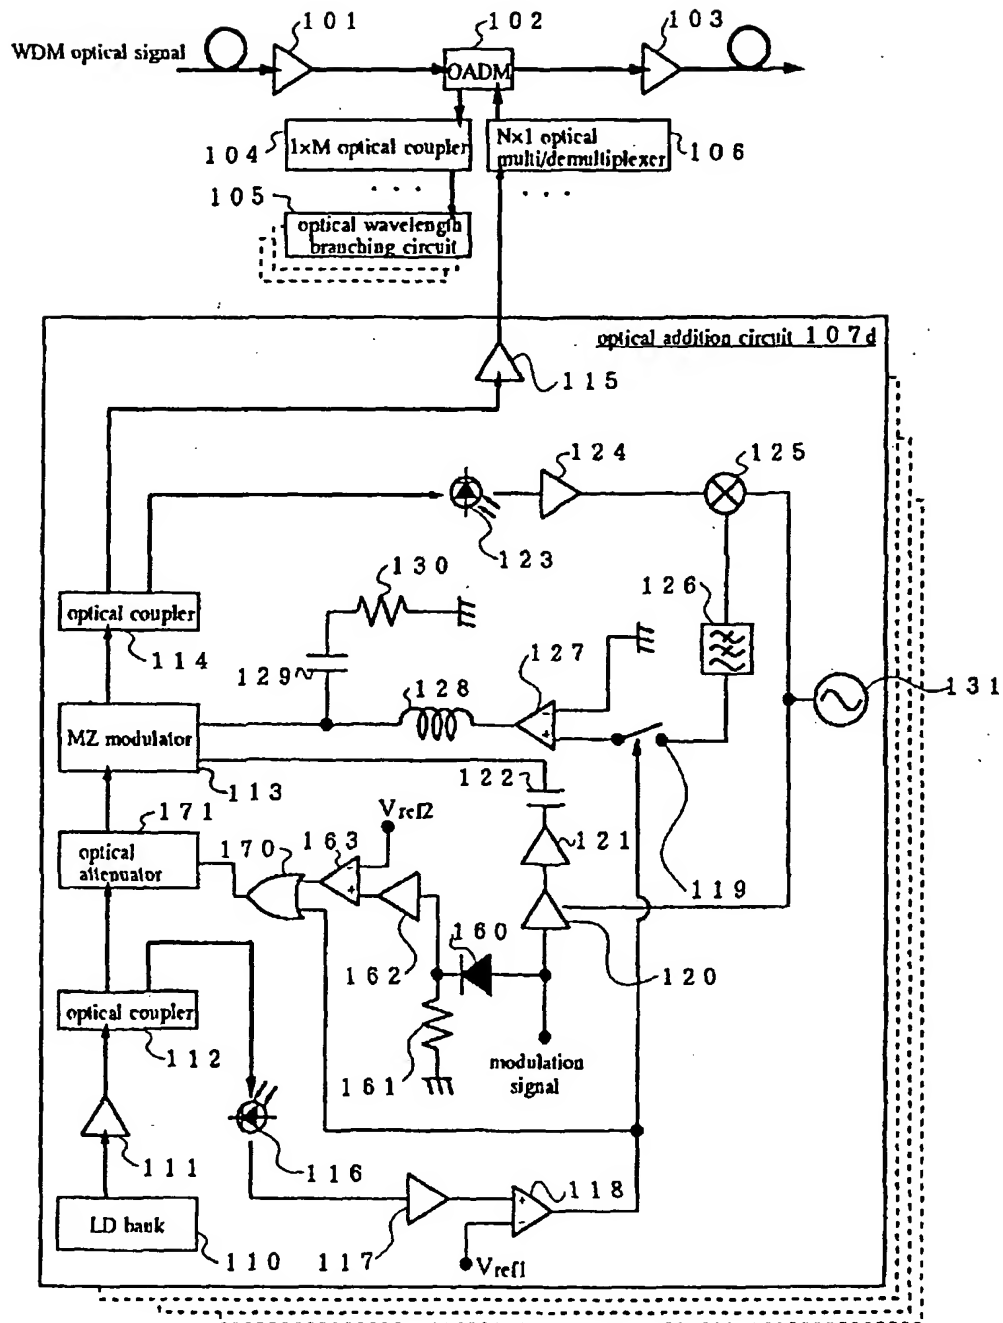 101
102
103
WDM optical signal
OADM
104
1×M optical coupler
N×1 optical
multi/demultiplexer
106
105
optical wavelength
branching circuit
optical addition circuit 107d
115
124
125
123
130
126
optical coupler
114
129
128
127
131
MZ modulator
113
122
171
Vref2
optical
attenuator
170
163
121
119
160
162
120
optical coupler
112
161
modulation
signal
111
116
118
LD bank
110
117
Vref1